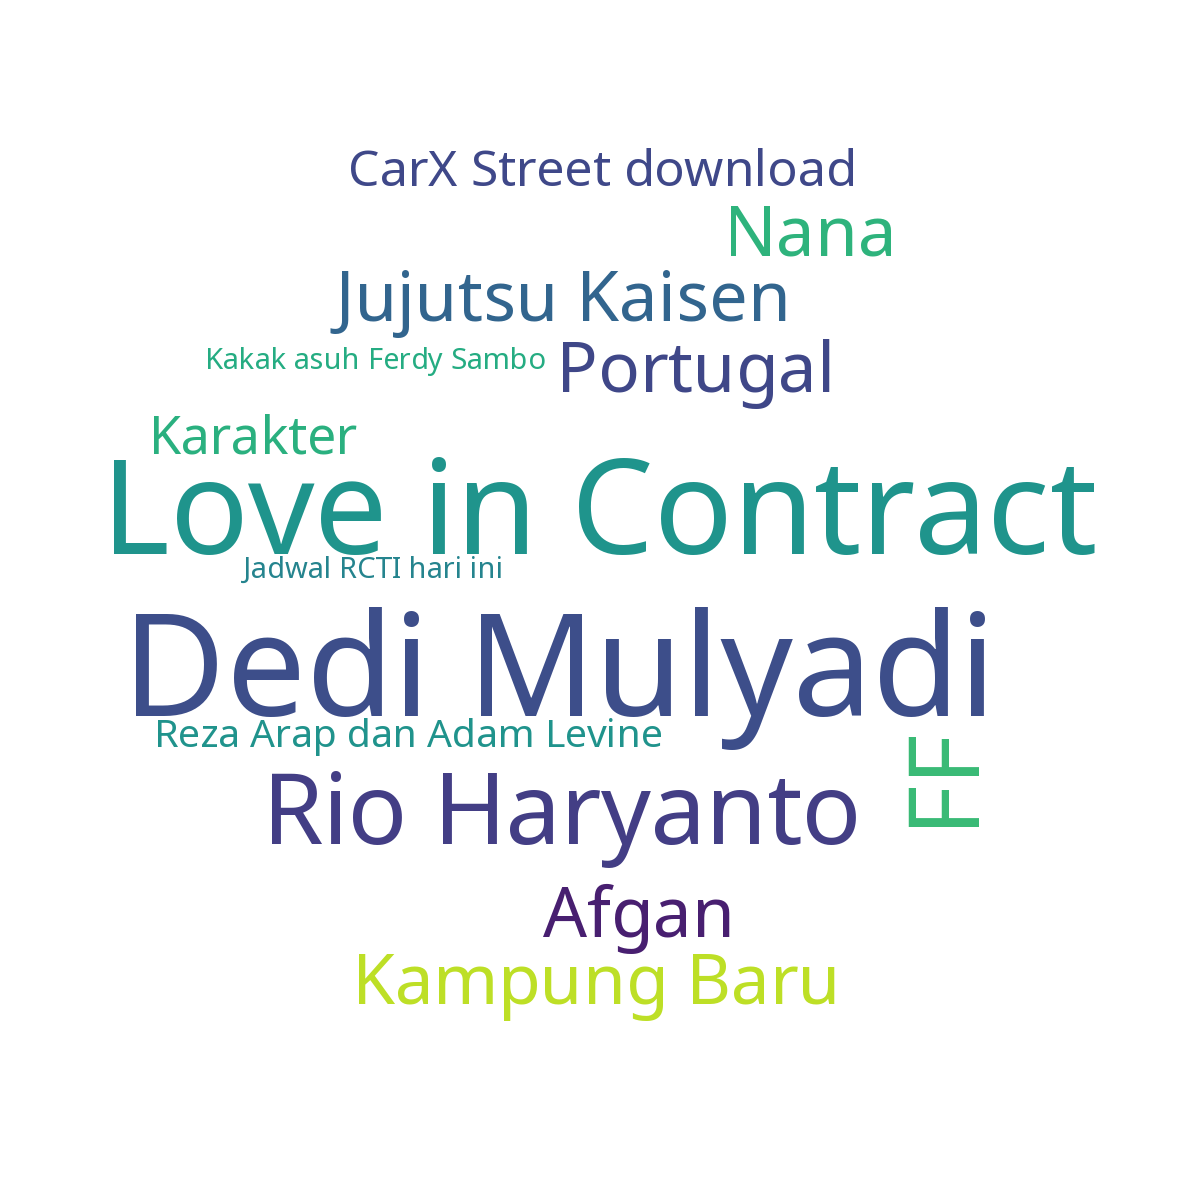 CarX Street download
Nana
Jujutsu Kaisen
Kakak asuh Ferdy Sambo
Portugal
Karakter
Love in Contract
Jadwal RCTI hari ini
Dedi Mulyadi
Reza Arap dan Adam Levine
FF
Rio Haryanto
Afgan
Kampung Baru